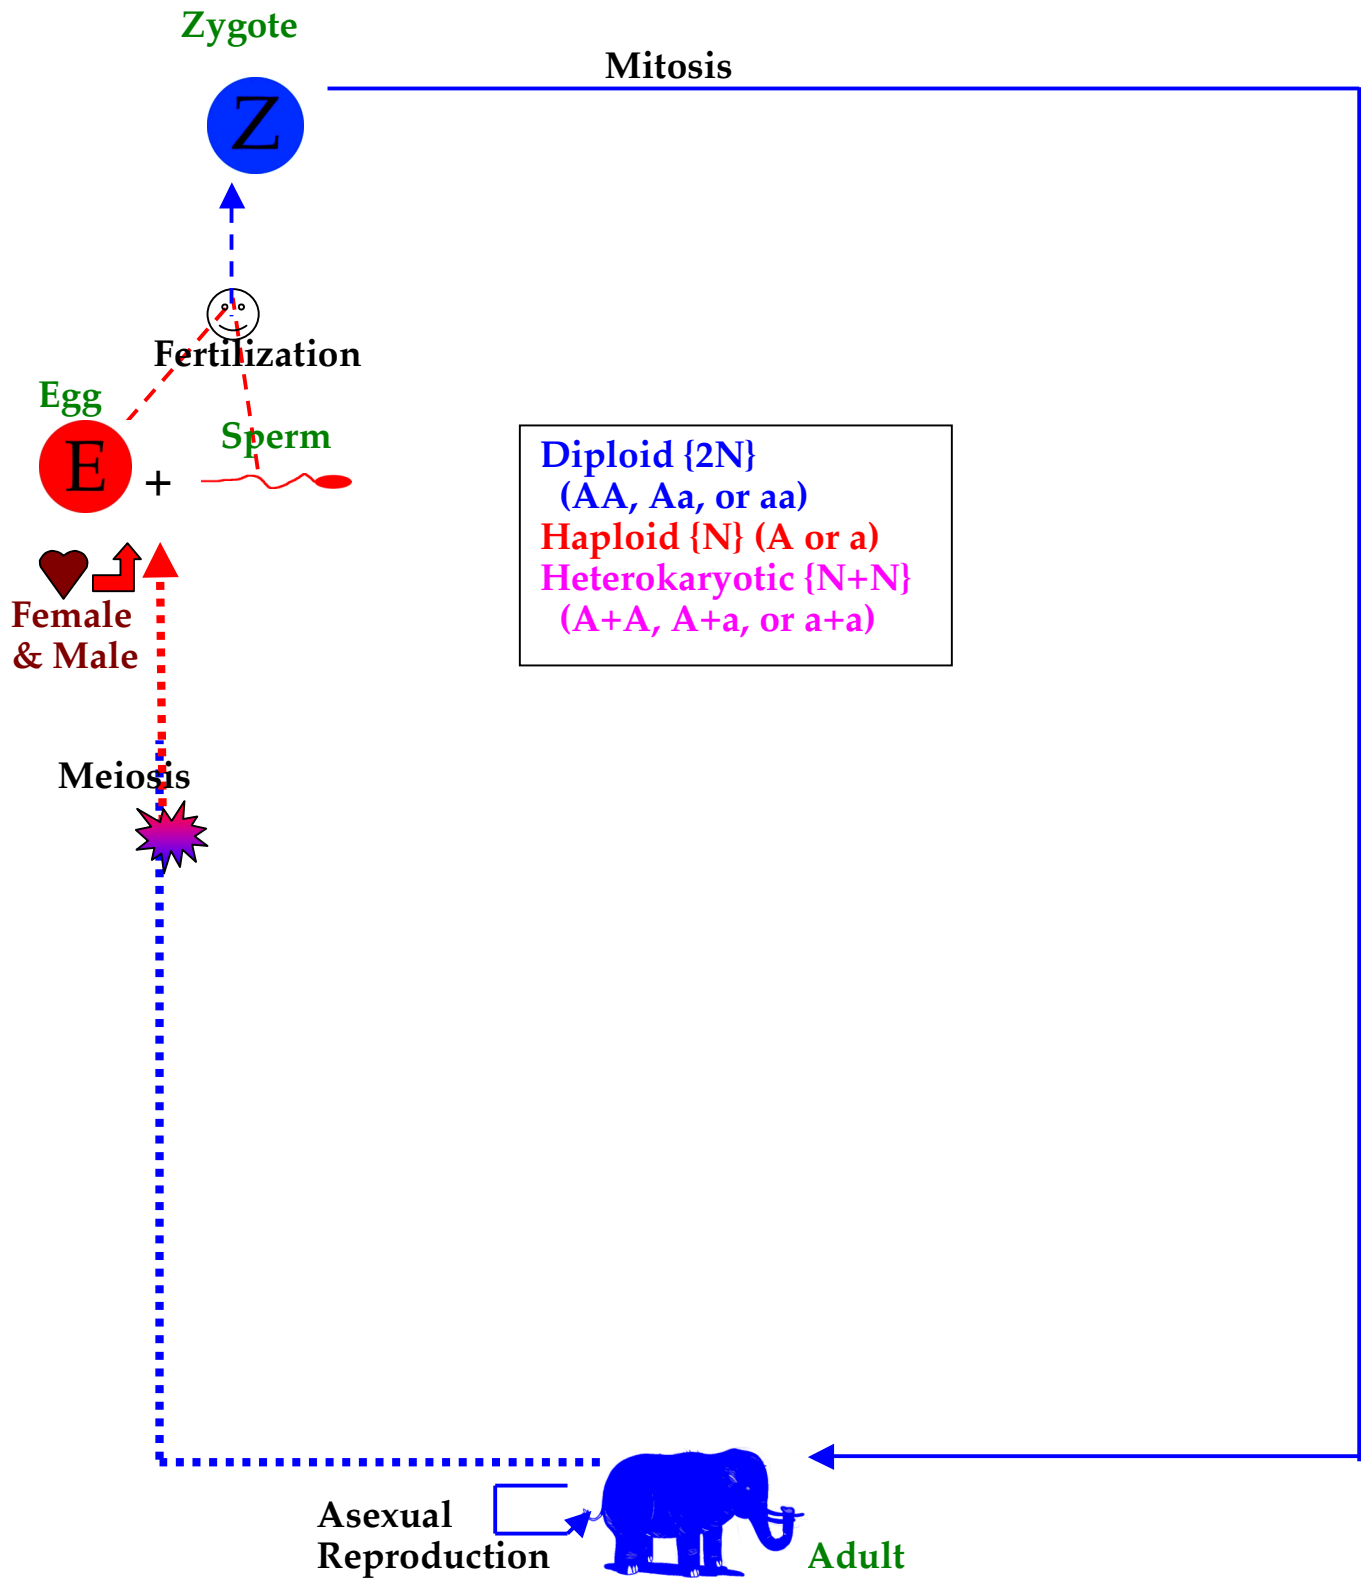 Zygote
Mitosis
Z
Fertilization
Egg
Sperm
E
+
Diploid {2N}
(AA, Aa, or aa)
Haploid {N} (A or a)
Heterokaryotic {N+N}
(A+A, A+a, or a+a)
Female
& Male
Meiosis
Asexual
Reproduction
Adult